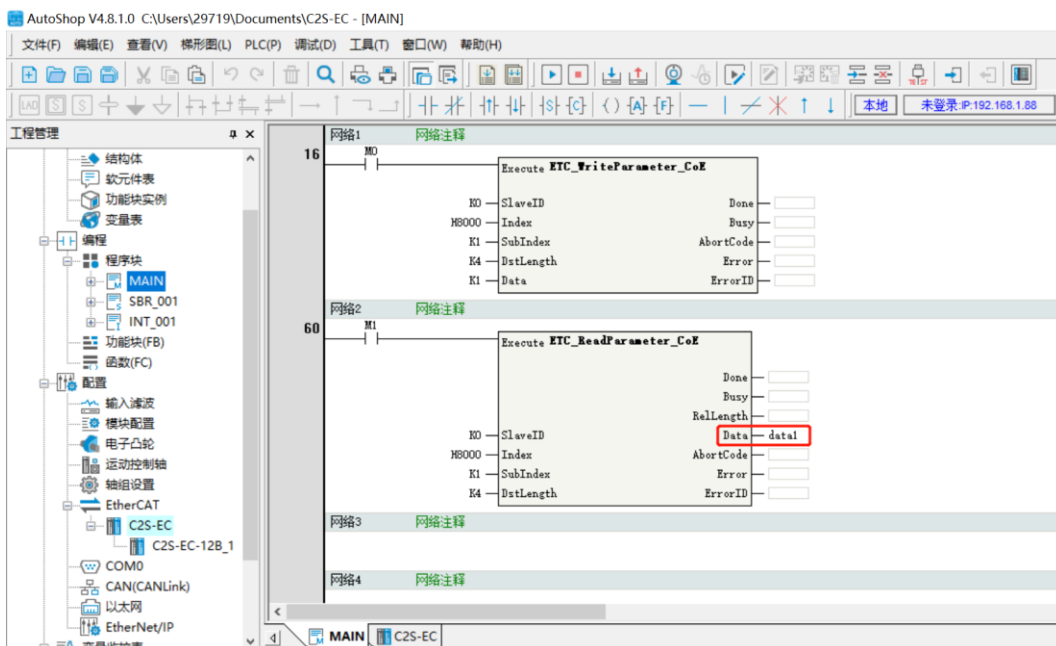 AutoShop V4.8.1.0 C:\Users\29719\Documents\C2S-EC - [MAIN]
文件(F) 编辑(E) 查看(V) 梯形图(L) PLC(P) 调试(D) 工具(T) 窗口(W) 帮助(H)
LAD S S S C A F 本地 未登录:IP:192.168.1.88
工程管理
结构体
软元件表
功能块实例
变量表
编程
程序块
MAIN
SBR_001
INT_001
功能块(FB)
函数(FC)
配置
输入滤波
模块配置
电子凸轮
运动控制轴
轴组设置
EtherCAT
C2S-EC
C2S-EC-12B_1
COM0
CAN(CANLink)
以太网
EtherNet/IP
网络1 网络注释
16 M0
Execute ETC_WriteParameter_CoE
K0 SlaveID Done
H8000 Index Busy
K1 SubIndex AbortCode
K4 DstLength Error
K1 Data ErrorID
网络2 网络注释
60 M1
Execute ETC_ReadParameter_CoE
Done
Busy
RelLength
K0 SlaveID Data data1
H8000 Index AbortCode
K1 SubIndex Error
K4 DstLength ErrorID
网络3 网络注释
网络4 网络注释
MAIN C2S-EC